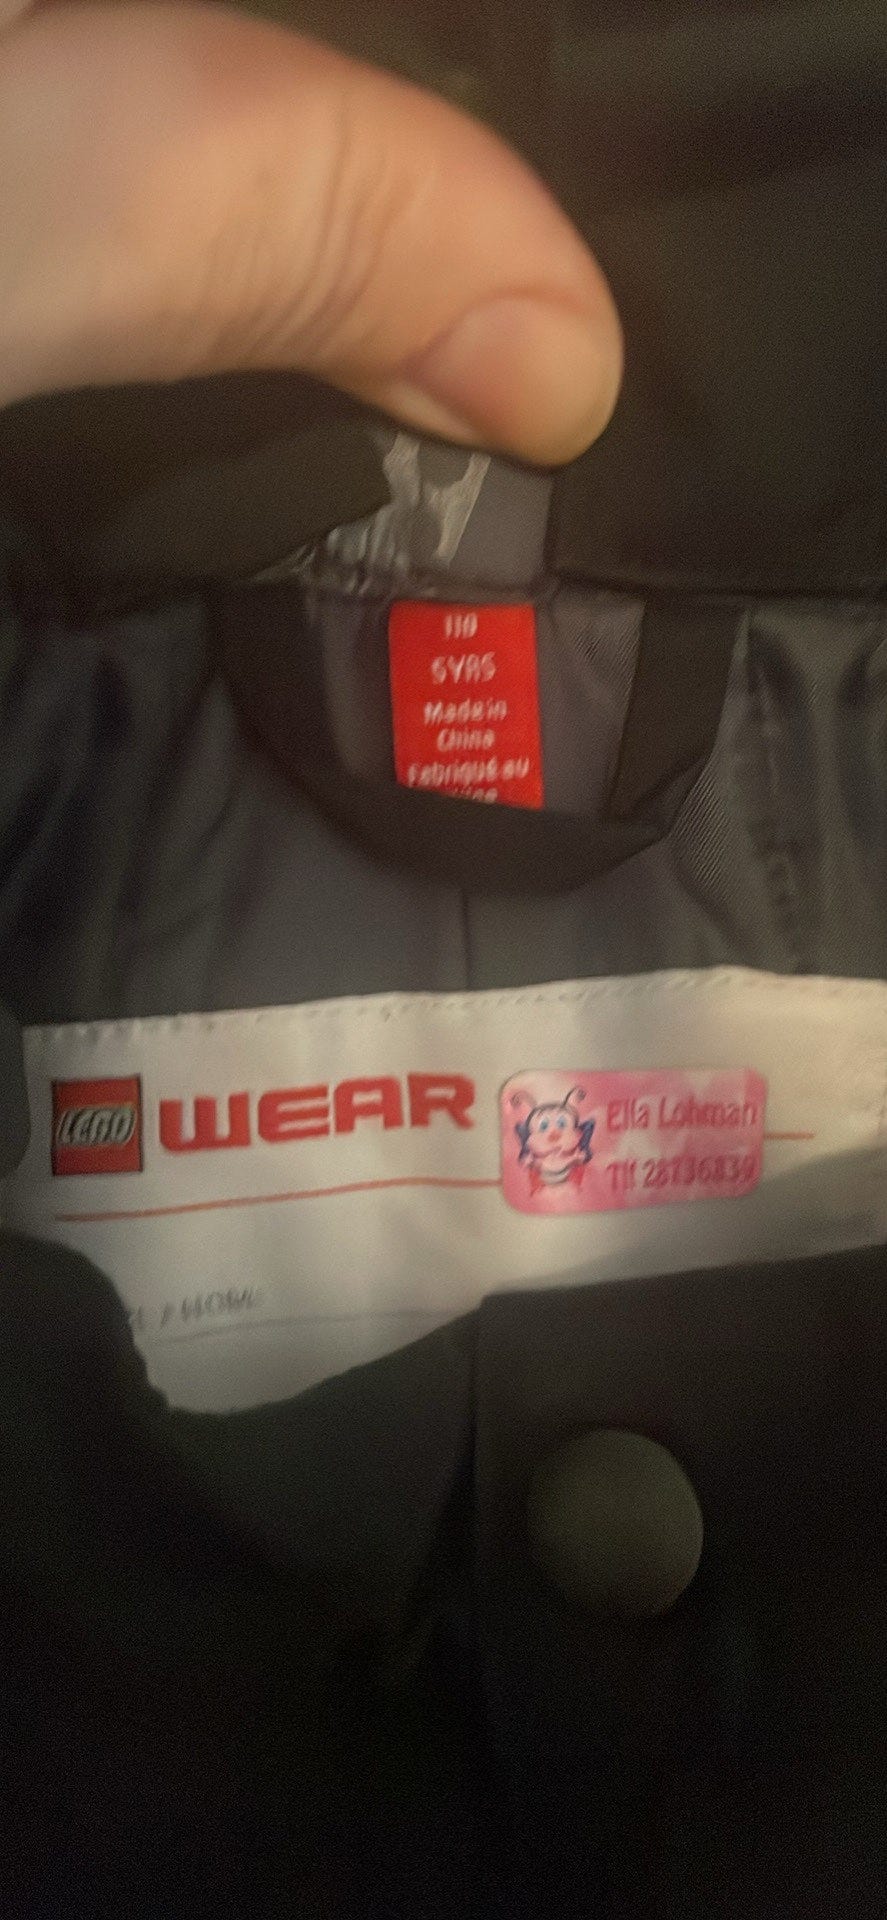 110
5YRS
Made in
China
Fabriqué au
LEGO WEAR
Ella Lohman
Tlf 28736839